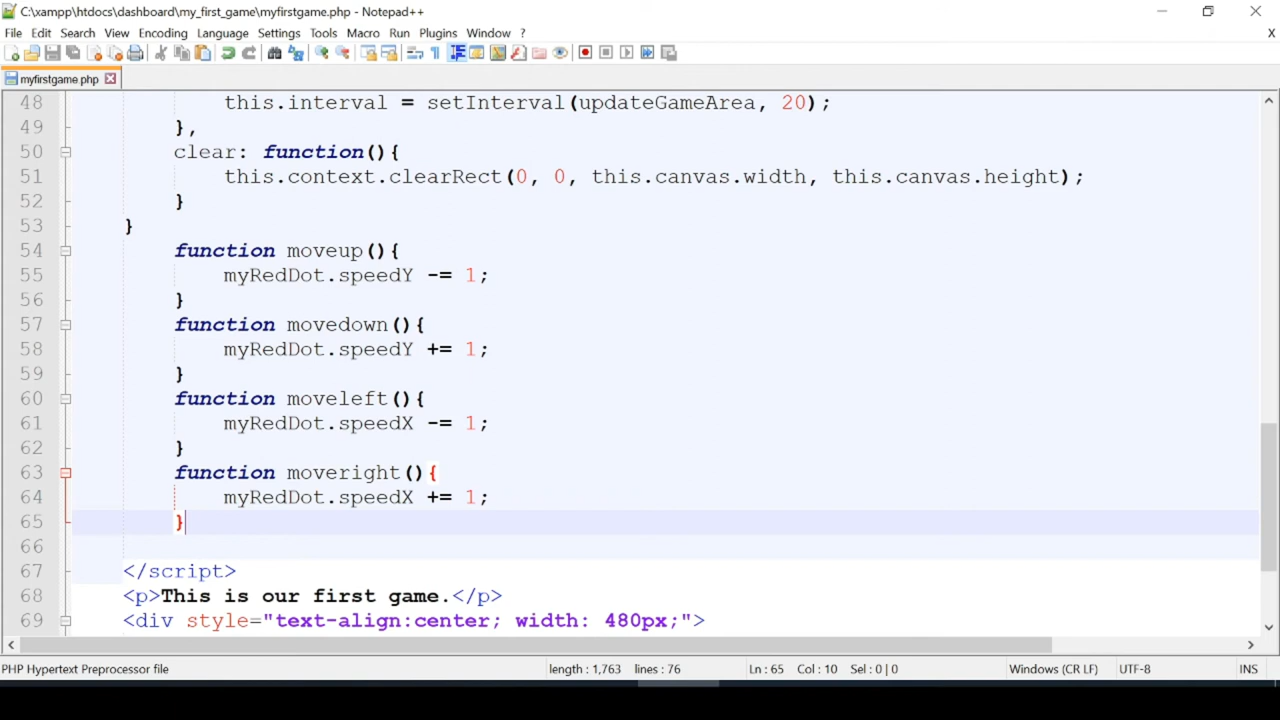 C:\xampp\htdocs\dashboard\my_first_game\myfirstgame.php - Notepad++
File Edit Search View Encoding Language Settings Tools Macro Run Plugins Window ? X
myfirstgame.php
48 this.interval = setInterval(updateGameArea, 20);
49 },
50 clear: function(){
51 this.context.clearRect(0, 0, this.canvas.width, this.canvas.height);
52 }
53 }
54 function moveup(){
55 myRedDot.speedY -= 1;
56 }
57 function movedown(){
58 myRedDot.speedY += 1;
59 }
60 function moveleft(){
61 myRedDot.speedX -= 1;
62 }
63 function moveright(){
64 myRedDot.speedX += 1;
65 }
66
67 </script>
68 <p>This is our first game.</p>
69 <div style="text-align:center; width: 480px;">
PHP Hypertext Preprocessor file length : 1,763 lines : 76 Ln : 65 Col : 10 Sel : 0 | 0 Windows (CR LF) UTF-8 INS